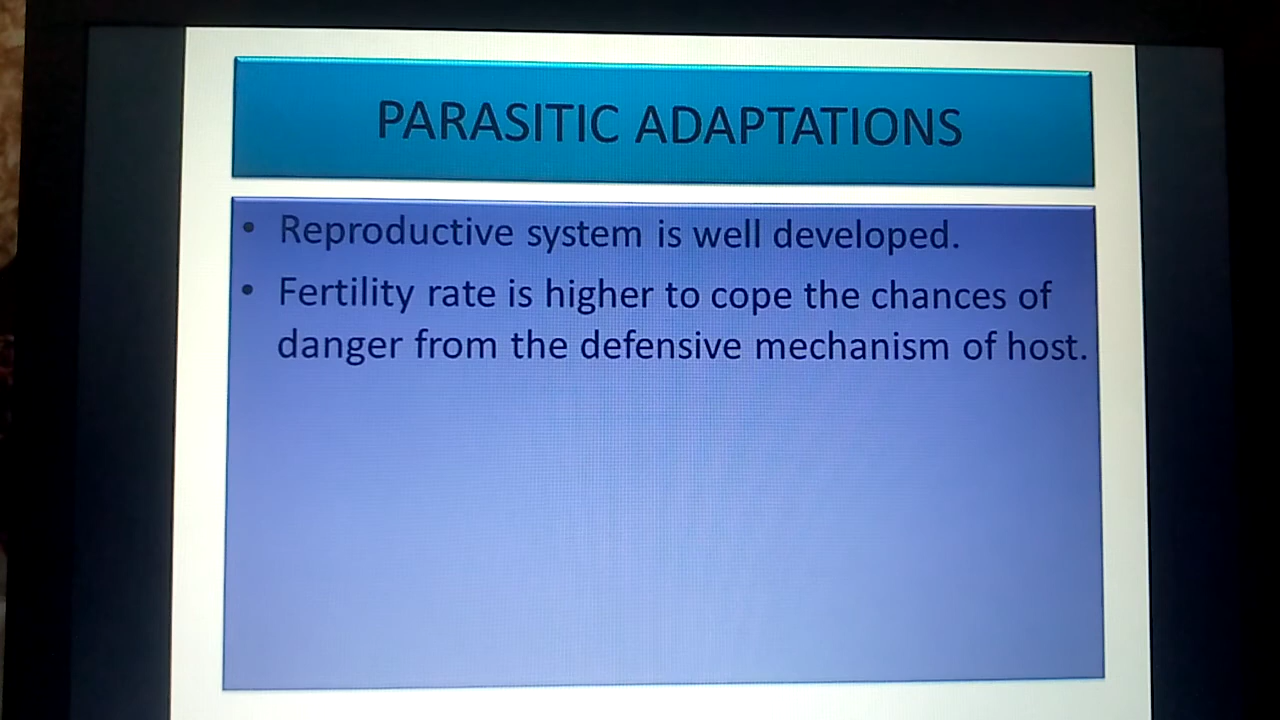 PARASITIC ADAPTATIONS
• Reproductive system is well developed.
• Fertility rate is higher to cope the chances of
danger from the defensive mechanism of host.